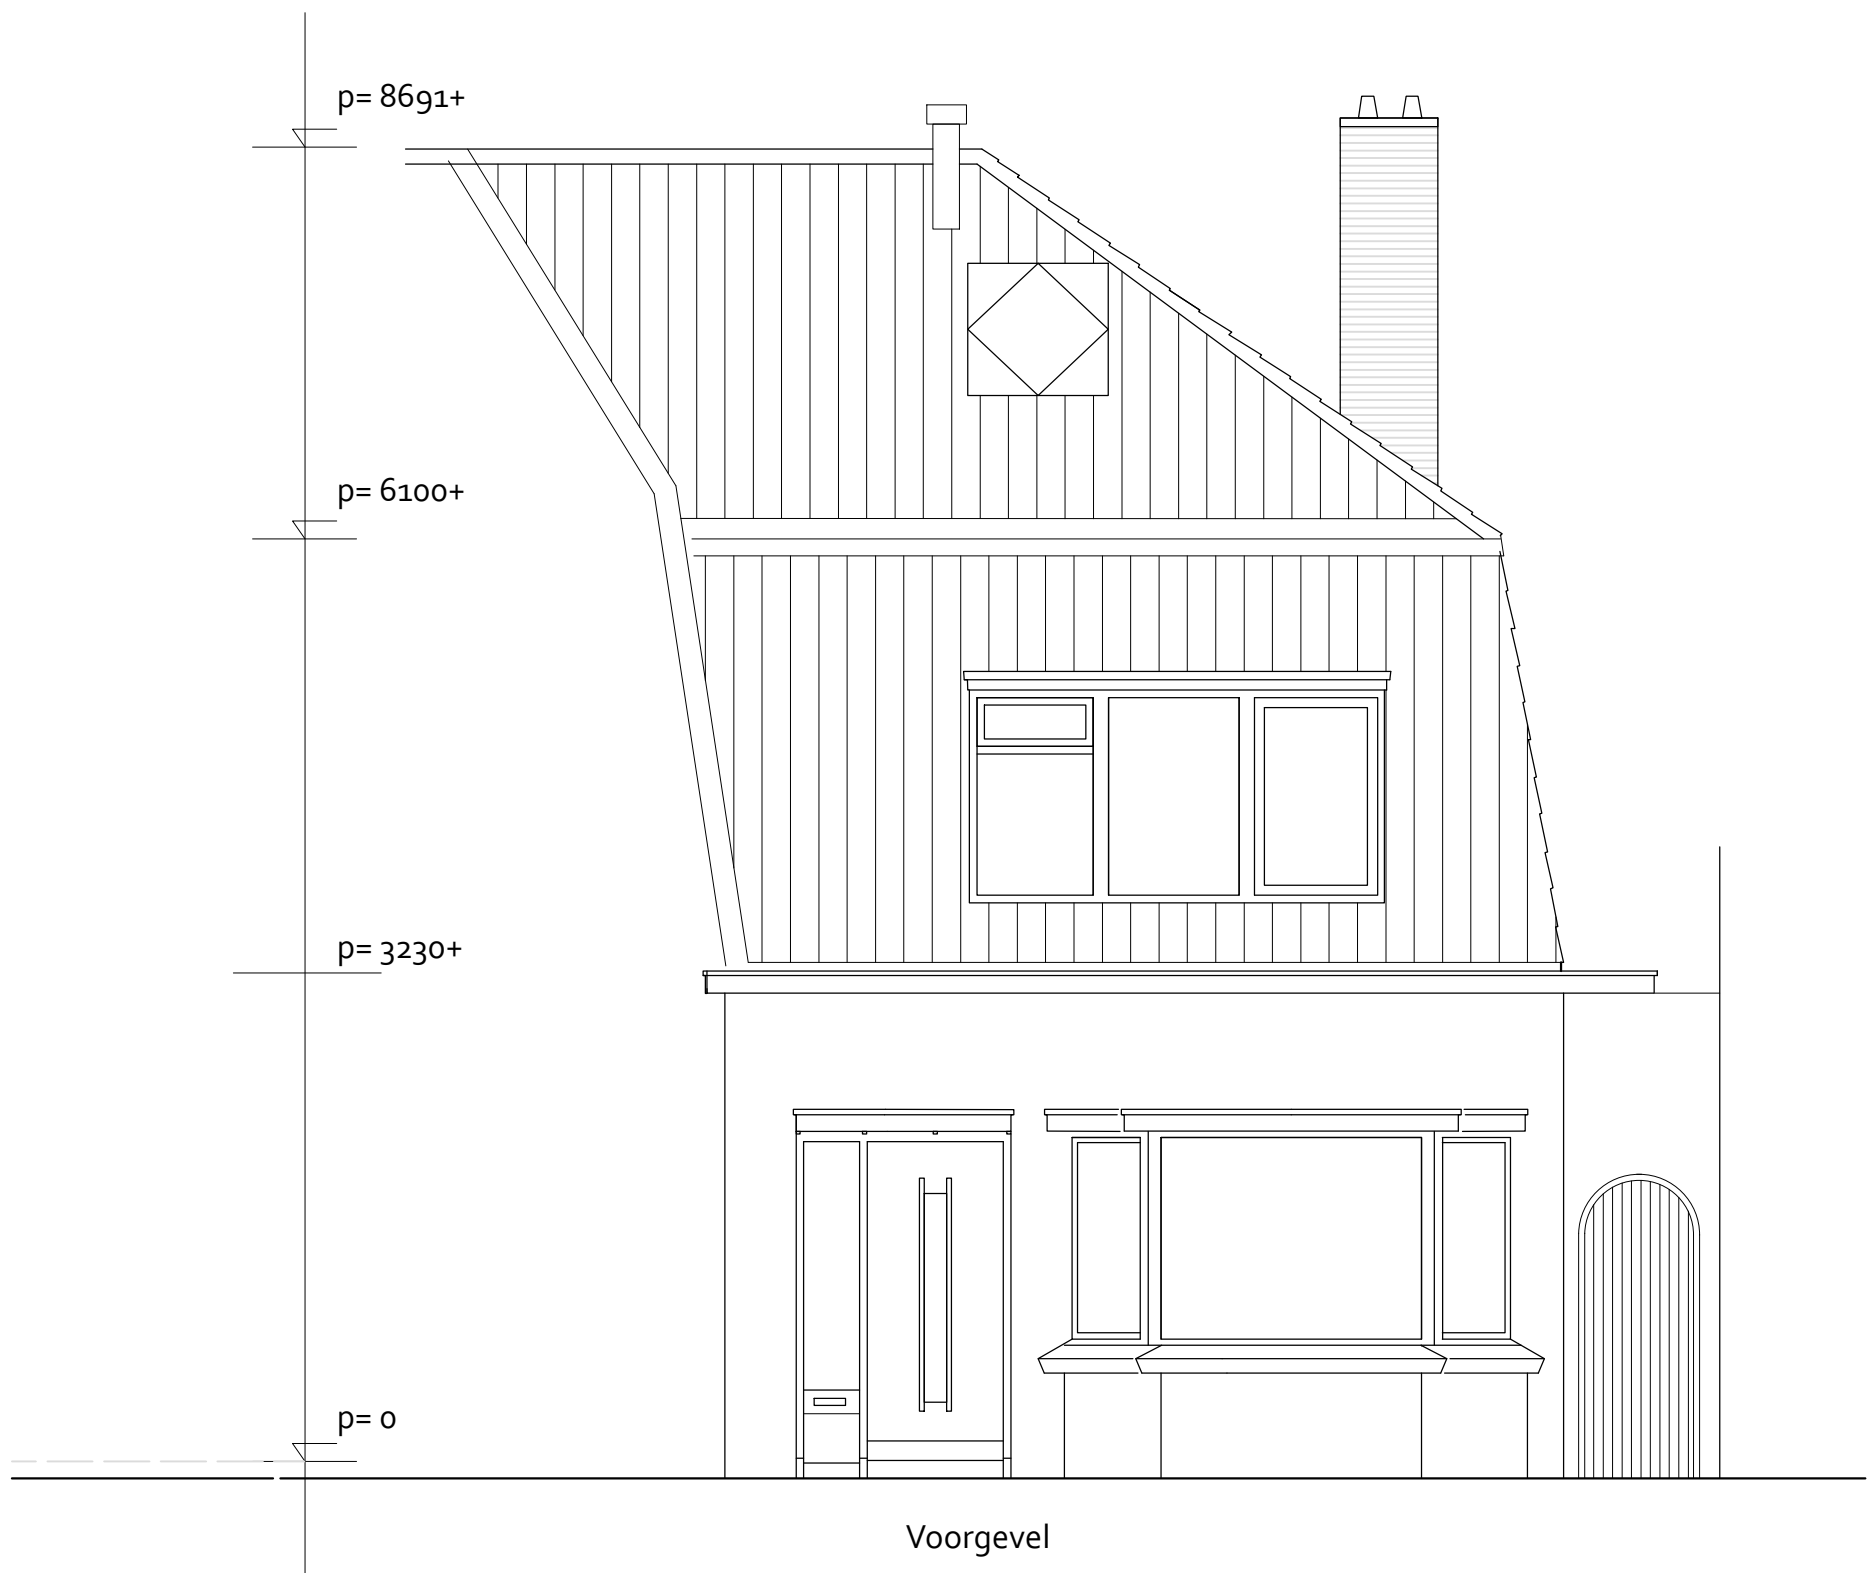 p= 8691+
p= 6100+
p= 3230+
p= 0
Voorgevel